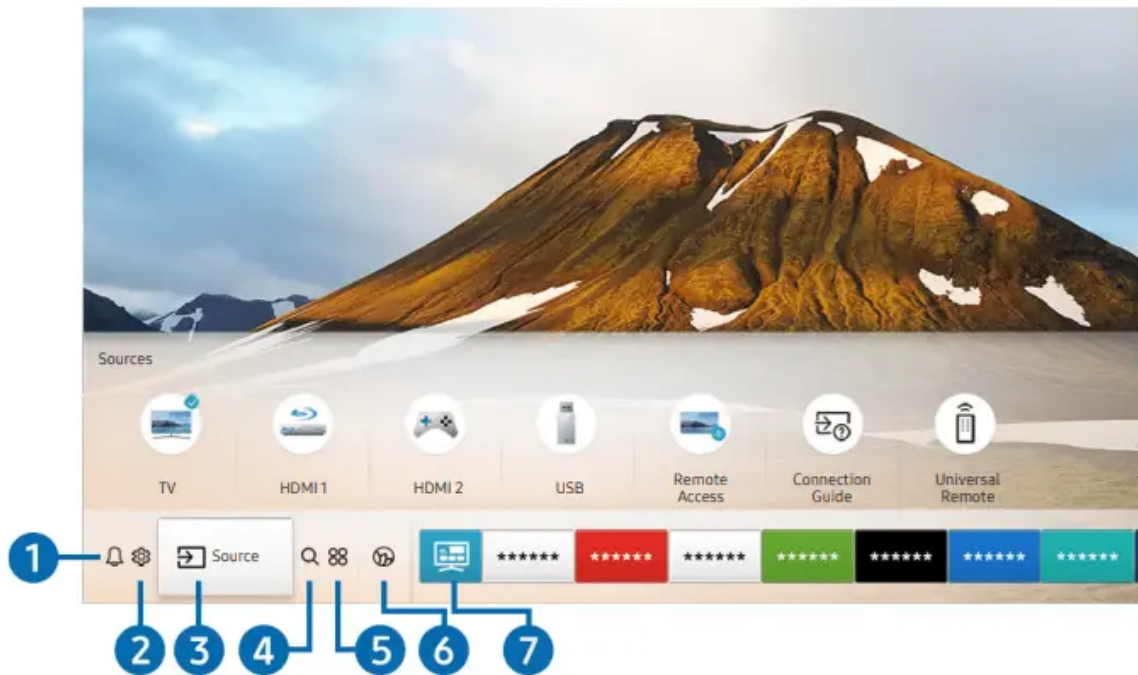 Sources
TV
HDMI 1
HDMI 2
USB
Remote
Access
Connection
Guide
Universal
Remote
1
Source
******
******
******
******
******
******
******
2
3
4
5
6
7